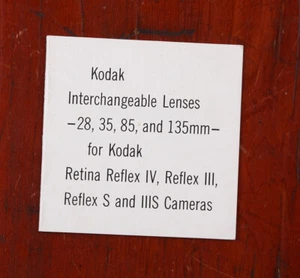 Kodak
Interchangeable Lenses
–28, 35, 85, and 135mm–
for Kodak
Retina Reflex IV, Reflex III,
Reflex S and IIIS Cameras